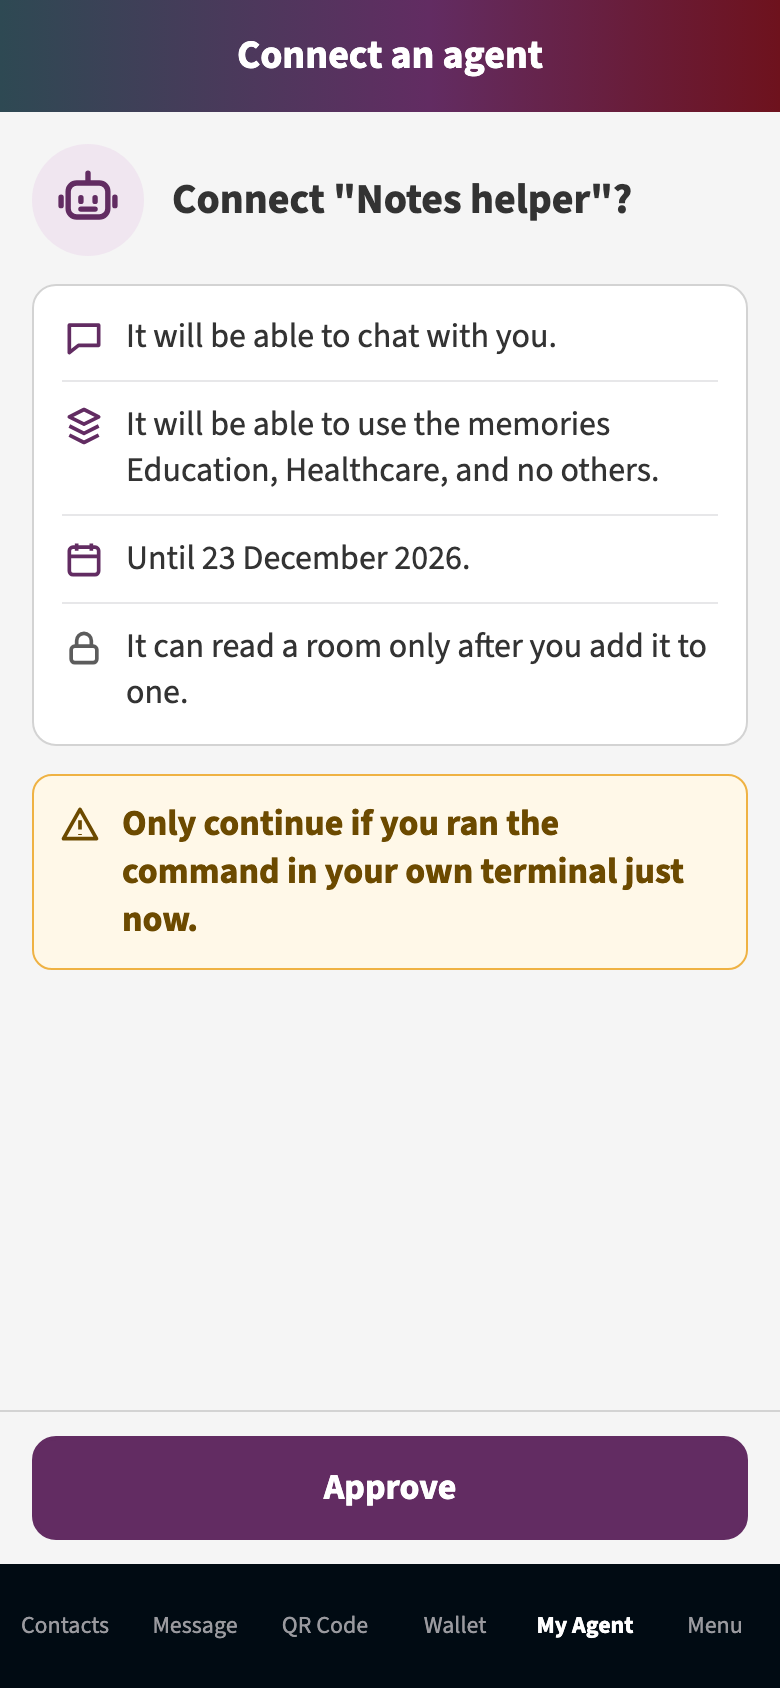 Connect an agent
Connect "Notes helper"?
It will be able to chat with you.
It will be able to use the memories
Education, Healthcare, and no others.
Until 23 December 2026.
It can read a room only after you add it to
one.
Only continue if you ran the
command in your own terminal just
now.
Approve
Contacts
Message
QR Code
Wallet
My Agent
Menu